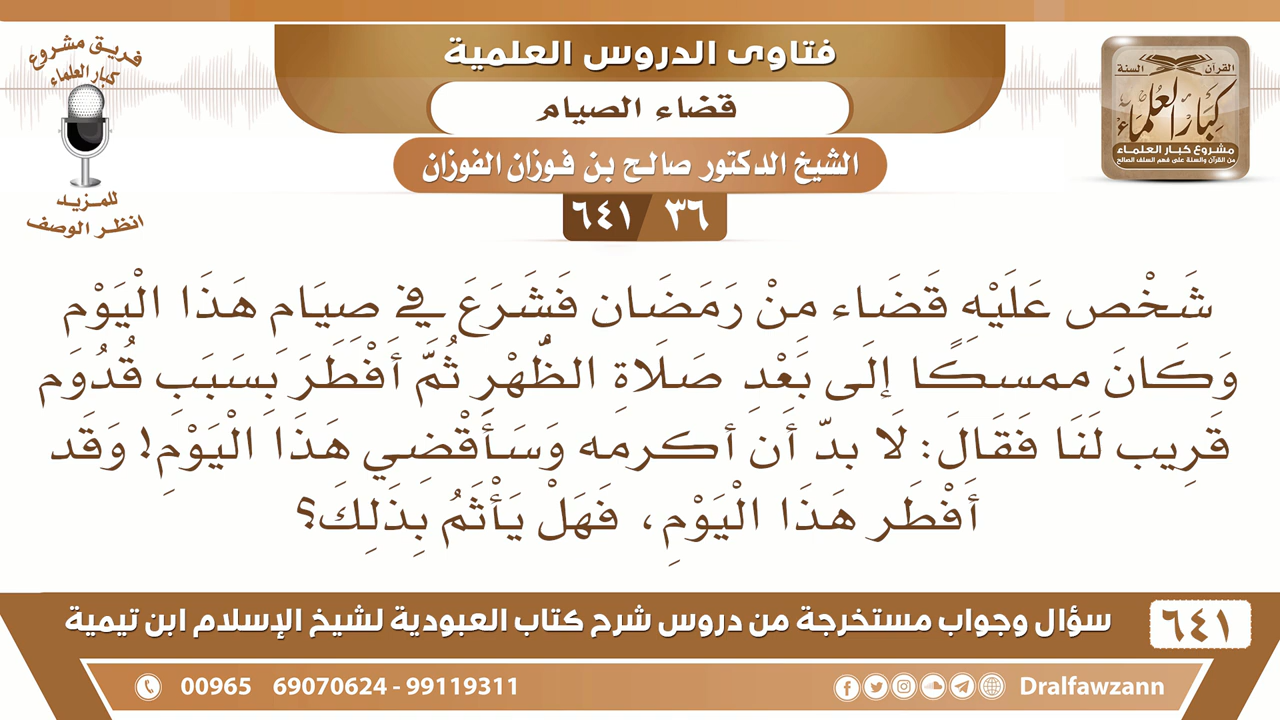 فتاوى الدروس العلمية
قضاء الصيام
الشيخ الدكتور صالح بن فوزان الفوزان
٣٦ / ٦٤١
فريق مشروع
كبار العلماء
للمزيد
انظر الوصف
القرآن السنة
كبار العلماء
مشروع كبار العلماء
من القرآن والسنة على فهم السلف الصالح
شَخْص عَلَيْهِ قَضَاء مِنْ رَمَضَان فَشَرَعَ في صيَام هَذَا الْيَوْم
وَكَانَ ممسكًا إلَى بَعْدِ صَلَاةِ الظُّهْرِ ثُمَّ أَفْطَرَ بِسَبَبِ قُدُوَم
قَرِيب لَنَا فَقَالَ: لَا بدّ أَن أكرمه وَسَأَقْضِي هَذَا الْيَوْمِ! وَقَد
أَفْطَر هَذَا الْيَوْمِ، فَهَلْ يَأْثَمُ بِذَلِكَ؟
سؤال وجواب مستخرجة من دروس شرح كتاب العبودية لشيخ الإسلام ابن تيمية
٦٤١
00965 69070624 - 99119311
Dralfawzann